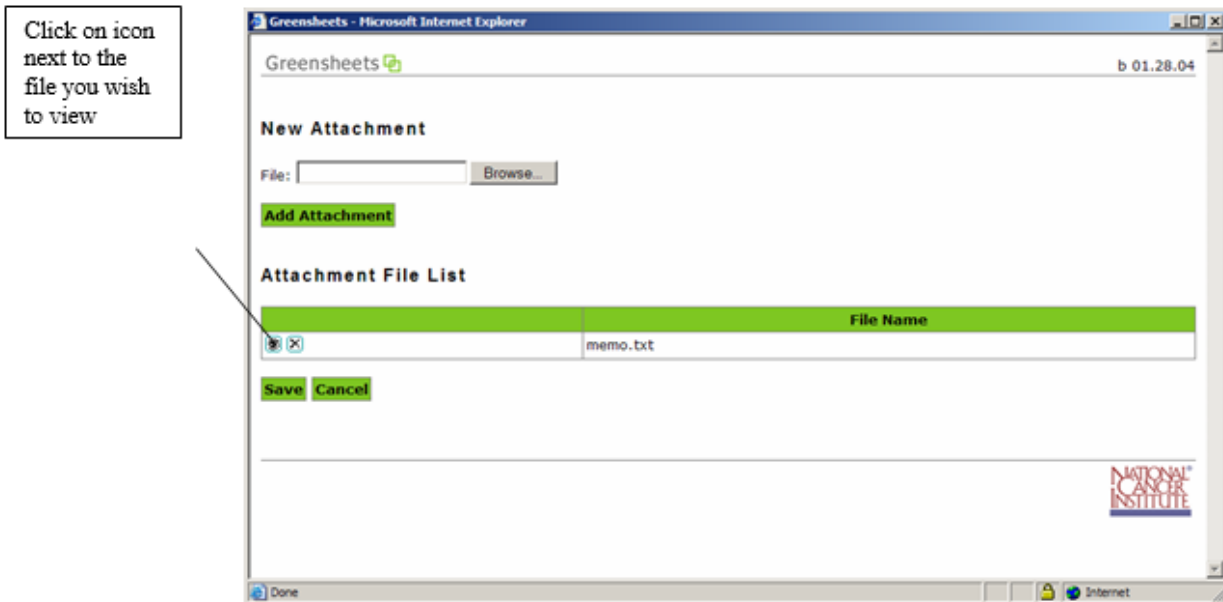 Click on icon
next to the
file you wish
to view
Greensheets - Microsoft Internet Explorer
Greensheets
b 01.28.04
New Attachment
File: Browse...
Add Attachment
Attachment File List
File Name
memo.txt
Save Cancel
NATIONAL
CANCER
INSTITUTE
Done Internet